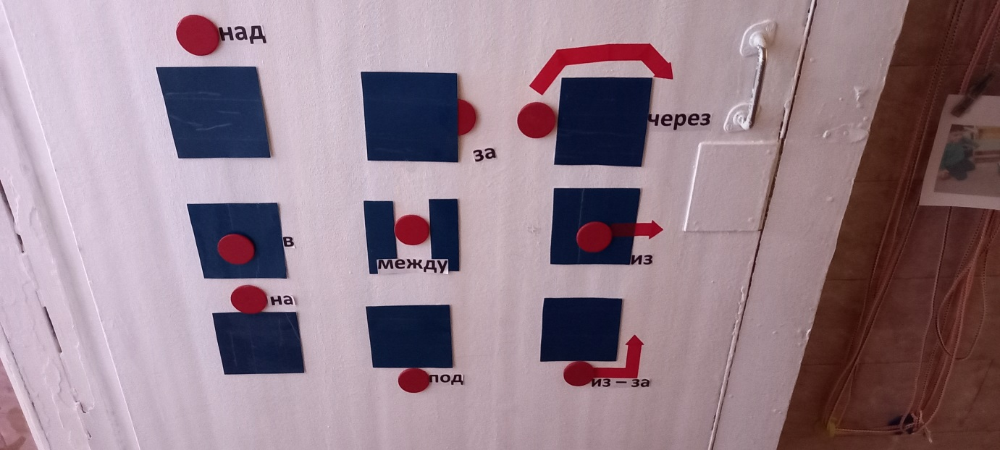 над
за
через
в
между
из
на
под
из – за